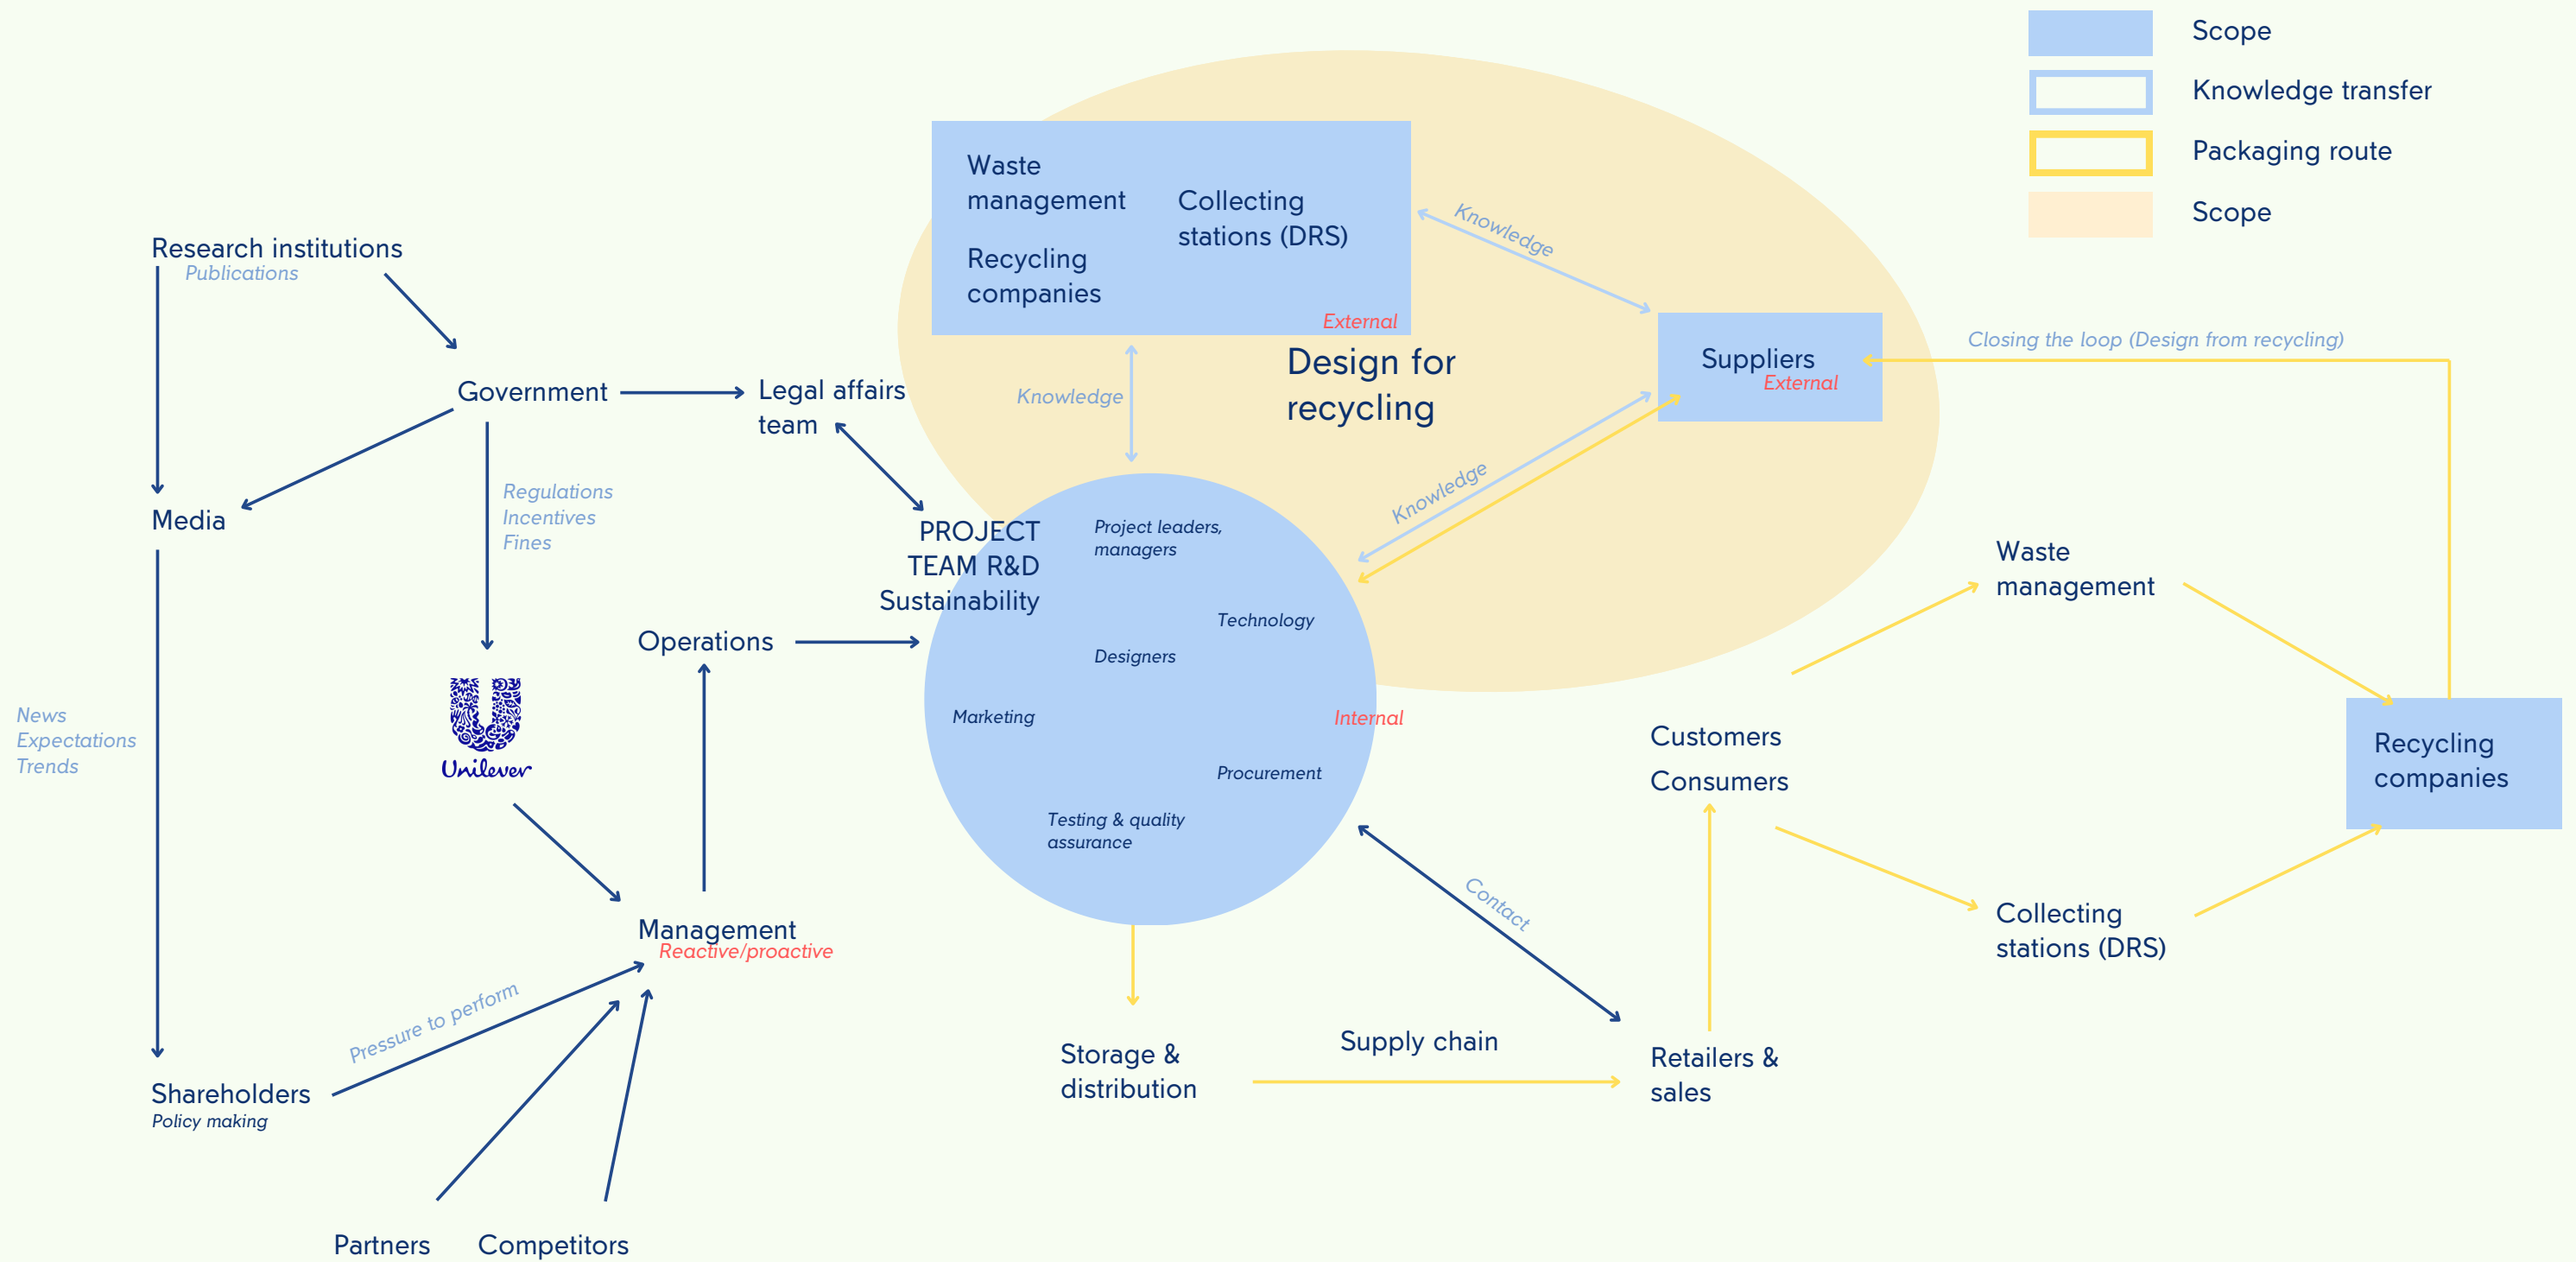 Scope
Knowledge transfer
Packaging route
Scope
Waste
management
Collecting
stations (DRS)
Recycling
companies
External
Knowledge
Research institutions
Publications
Suppliers
External
Closing the loop (Design from recycling)
Design for
recycling
Knowledge
Government
Legal affairs
team
Knowledge
Regulations
Incentives
Fines
Media
PROJECT
TEAM R&D
Sustainability
Project leaders,
managers
Technology
Designers
Marketing
Internal
Procurement
Testing & quality
assurance
Operations
Unilever
News
Expectations
Trends
Waste
management
Customers
Consumers
Recycling
companies
Collecting
stations (DRS)
Contact
Management
Reactive/proactive
Pressure to perform
Storage &
distribution
Supply chain
Retailers &
sales
Shareholders
Policy making
Partners
Competitors